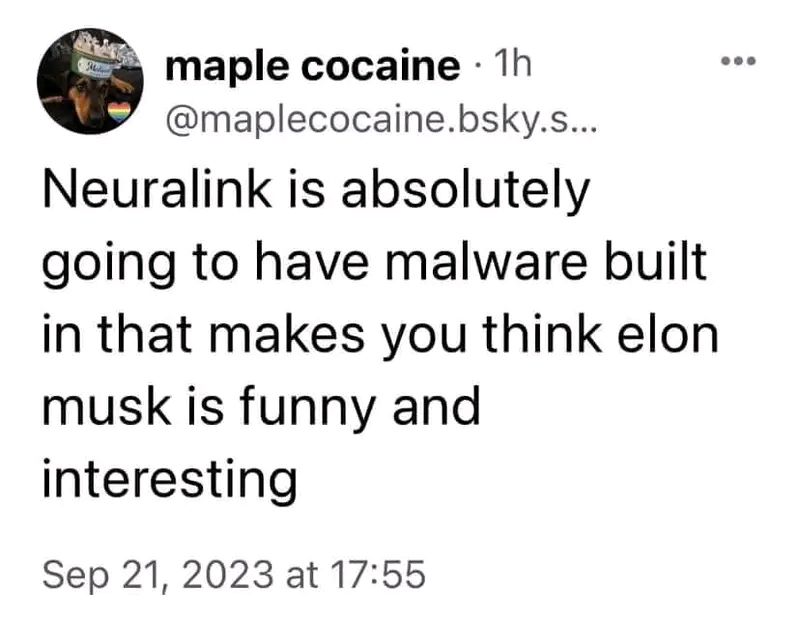 maple cocaine · 1h
@maplecocaine.bsky.s...
Neuralink is absolutely
going to have malware built
in that makes you think elon
musk is funny and
interesting
Sep 21, 2023 at 17:55